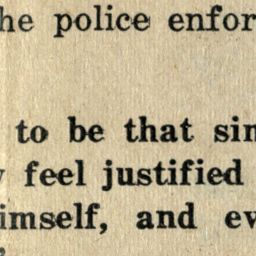 he police enfor
to be that sin
feel justified
imself, and ev